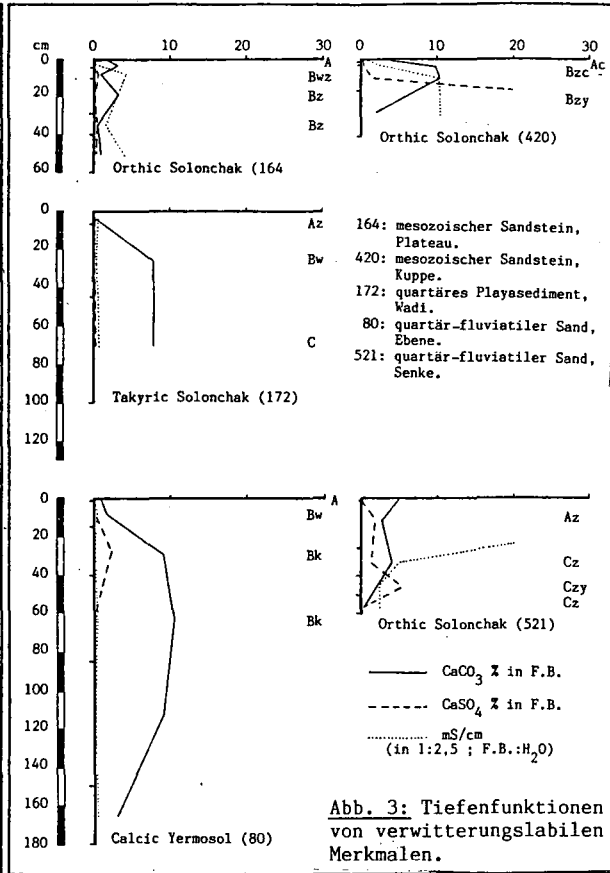 cm
0 10 20 30
0
20
40
60
A
Bwz
Bz
Bz
Orthic Solonchak (164
0 10 20 30
Ac
Bzc
Bzy
Orthic Solonchak (420)
0
20
40
60
80
100
120
Az
Bw
C
Takyric Solonchak (172)
164: mesozoischer Sandstein,
Plateau.
420: mesozoischer Sandstein,
Kuppe.
172: quartäres Playasediment,
Wadi.
80: quartär-fluviatiler Sand,
Ebene.
521: quartär-fluviatiler Sand,
Senke.
0
20
40
60
80
100
120
140
160
180
A
Bw
Bk
Bk
Calcic Yermosol (80)
Az
Cz
Czy
Cz
Orthic Solonchak (521)
CaCO3 % in F.B.
CaSO4 % in F.B.
mS/cm
(in 1:2,5 ; F.B.:H2O)
Abb. 3: Tiefenfunktionen
von verwitterungslabilen
Merkmalen.